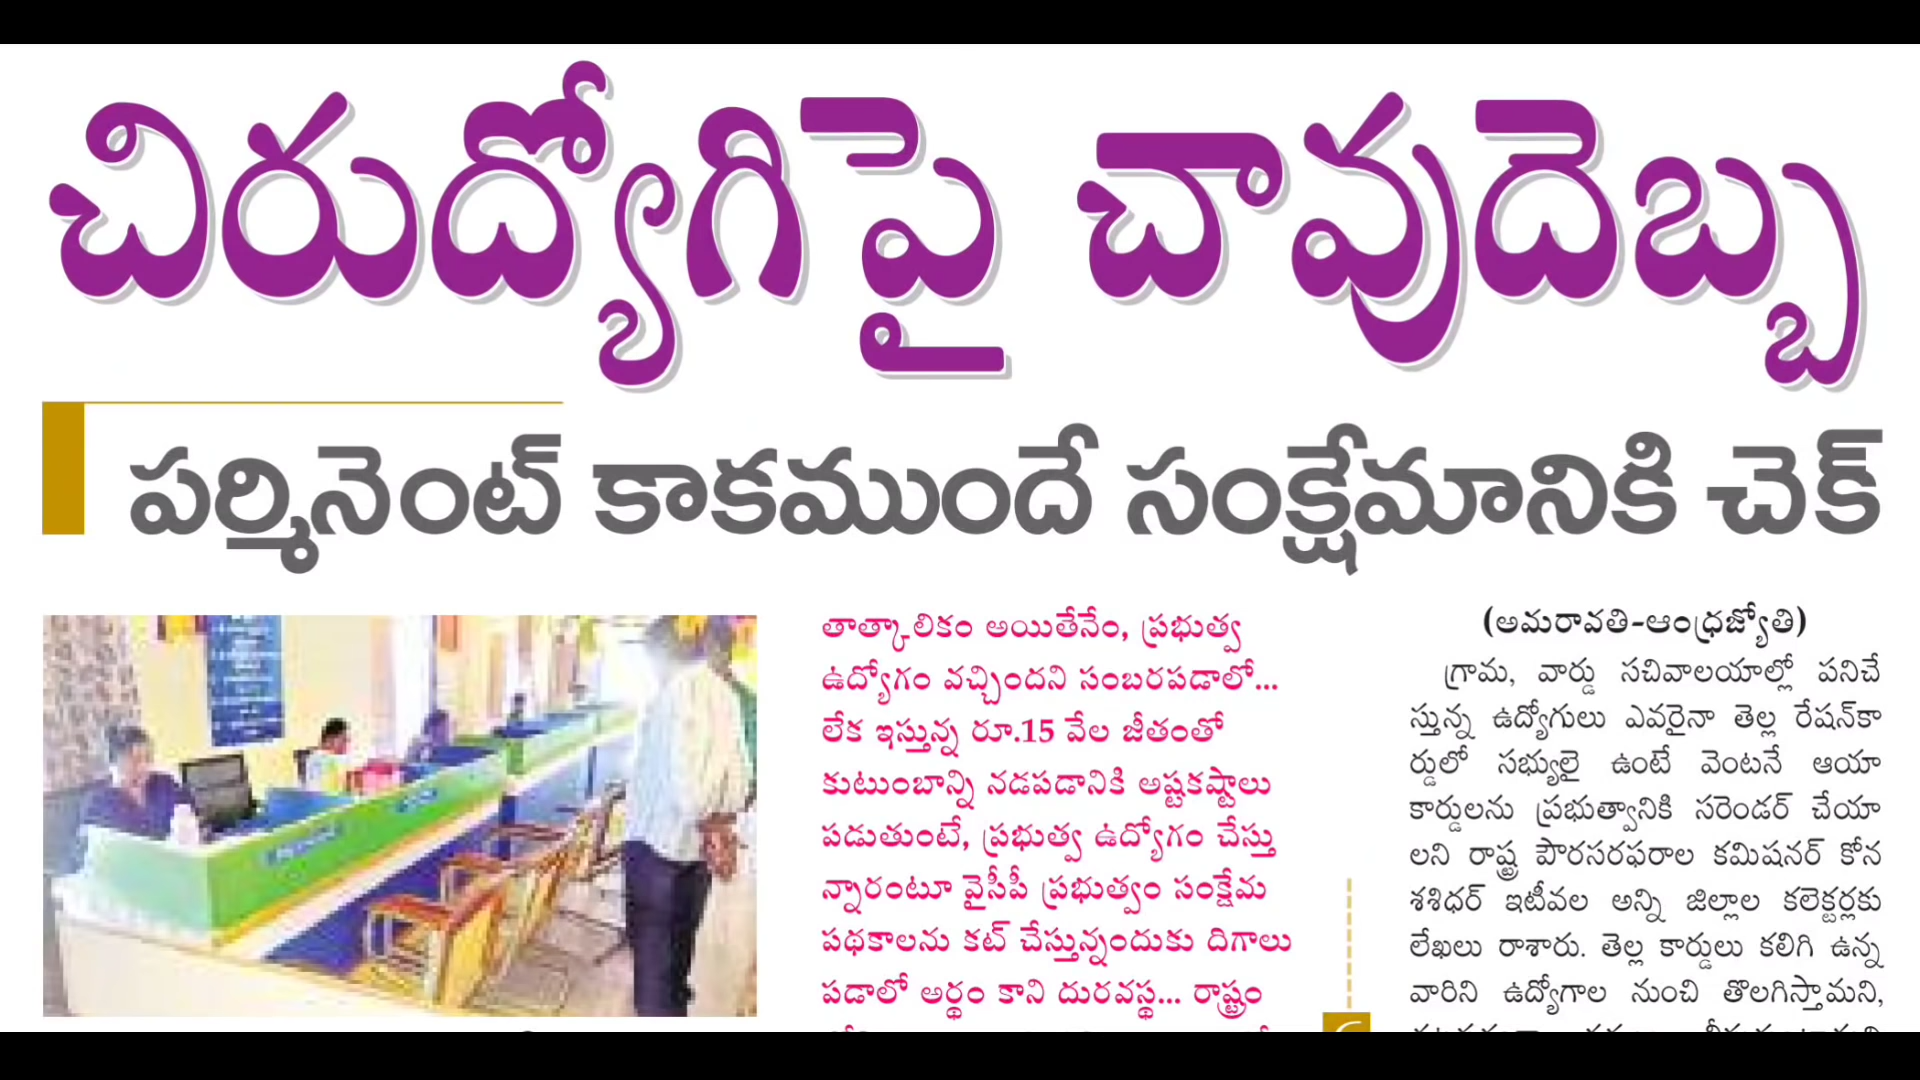 చిరుద్యోగిపై చావుదెబ్బ
పర్మినెంట్ కాకముందే సంక్షేమానికి చెక్
తాత్కాలికం అయితేనేం, ప్రభుత్వ
ఉద్యోగం వచ్చిందని సంబరపడాలో...
లేక ఇస్తున్న రూ.15 వేల జీతంతో
కుటుంబాన్ని నడపడానికి అష్టకష్టాలు
పడుతుంటే, ప్రభుత్వ ఉద్యోగం చేస్తు
న్నారంటూ వైసీపీ ప్రభుత్వం సంక్షేమ
పథకాలను కట్ చేస్తున్నందుకు దిగాలు
పడాలో అర్థం కాని దురవస్థ... రాష్ట్రం
(అమరావతి-ఆంధ్రజ్యోతి)
గ్రామ, వార్డు సచివాలయాల్లో పనిచే
స్తున్న ఉద్యోగులు ఎవరైనా తెల్ల రేషన్‌కా
ర్డులో సభ్యులై ఉంటే వెంటనే ఆయా
కార్డులను ప్రభుత్వానికి సరెండర్ చేయా
లని రాష్ట్ర పౌరసరఫరాల కమిషనర్ కోన
శశిధర్ ఇటీవల అన్ని జిల్లాల కలెక్టర్లకు
లేఖలు రాశారు. తెల్ల కార్డులు కలిగి ఉన్న
వారిని ఉద్యోగాల నుంచి తొలగిస్తామని,